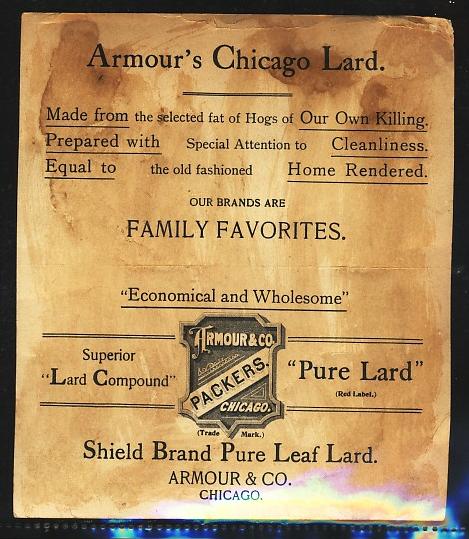 Armour's Chicago Lard.
Made from the selected fat of Hogs of Our Own Killing.
Prepared with Special Attention to Cleanliness.
Equal to the old fashioned Home Rendered.
OUR BRANDS ARE
FAMILY FAVORITES.
"Economical and Wholesome"
Superior
"Lard Compound"
ARMOUR & CO.
PACKERS.
CHICAGO.
(Trade Mark.)
"Pure Lard"
(Red Label.)
Shield Brand Pure Leaf Lard.
ARMOUR & CO.
CHICAGO.